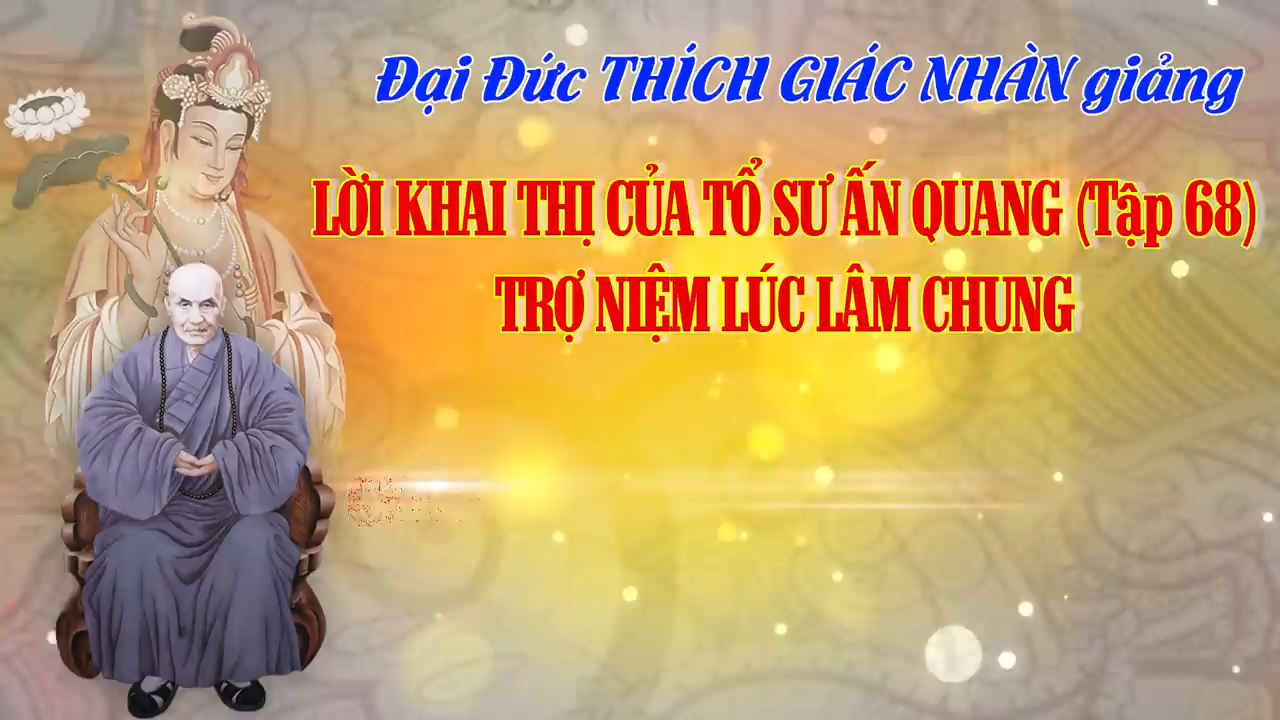 Đại Đức THÍCH GIÁC NHÀN giảng
LỜI KHAI THỊ CỦA TỔ SƯ ẤN QUANG (Tập 68)
TRỢ NIỆM LÚC LÂM CHUNG